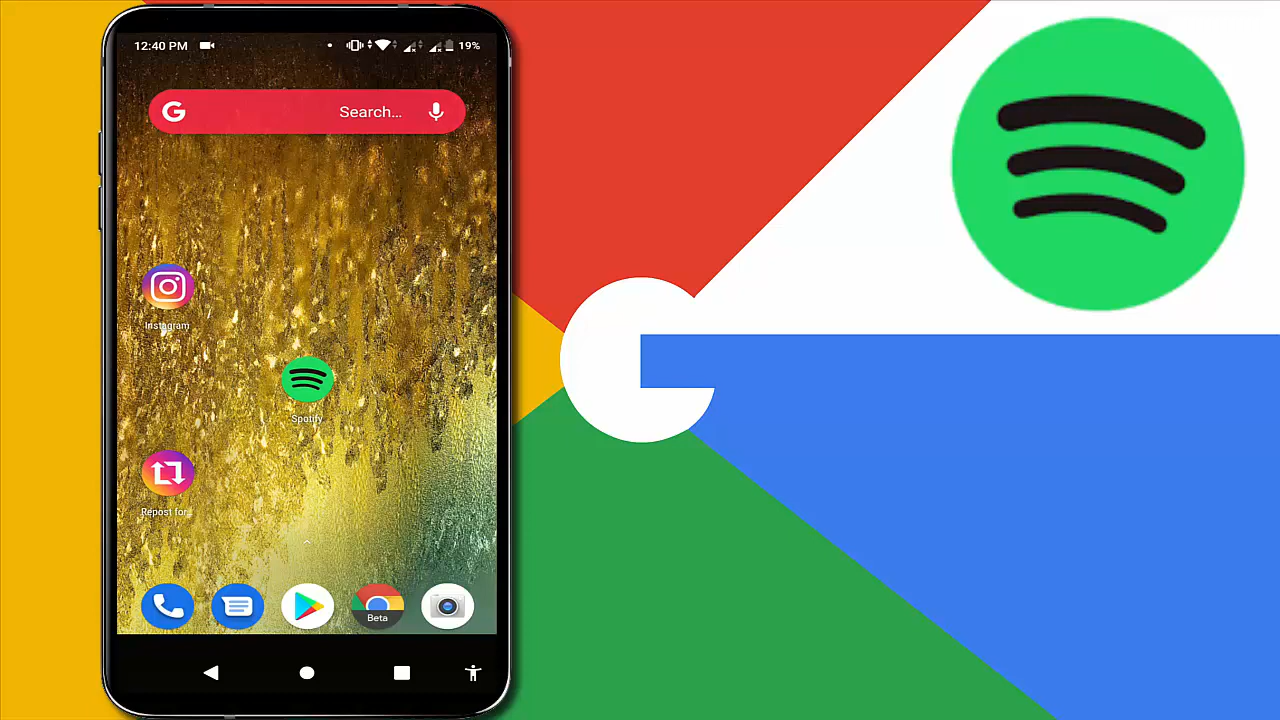 12:40 PM 19%
G Search...
Instagram
Spotify
Repost for..
Beta